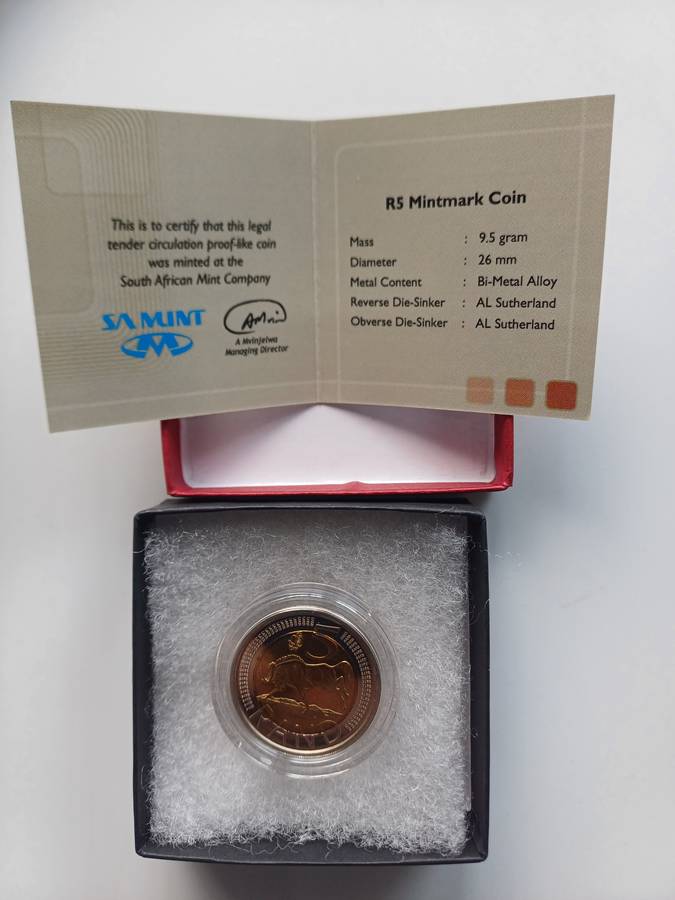 This is to certify that this legal
tender circulation proof-like coin
was minted at the
South African Mint Company
SA MINT
A Mvinjelwa
Managing Director
R5 Mintmark Coin
Mass : 9.5 gram
Diameter : 26 mm
Metal Content : Bi-Metal Alloy
Reverse Die-Sinker : AL Sutherland
Obverse Die-Sinker : AL Sutherland
5
RAND